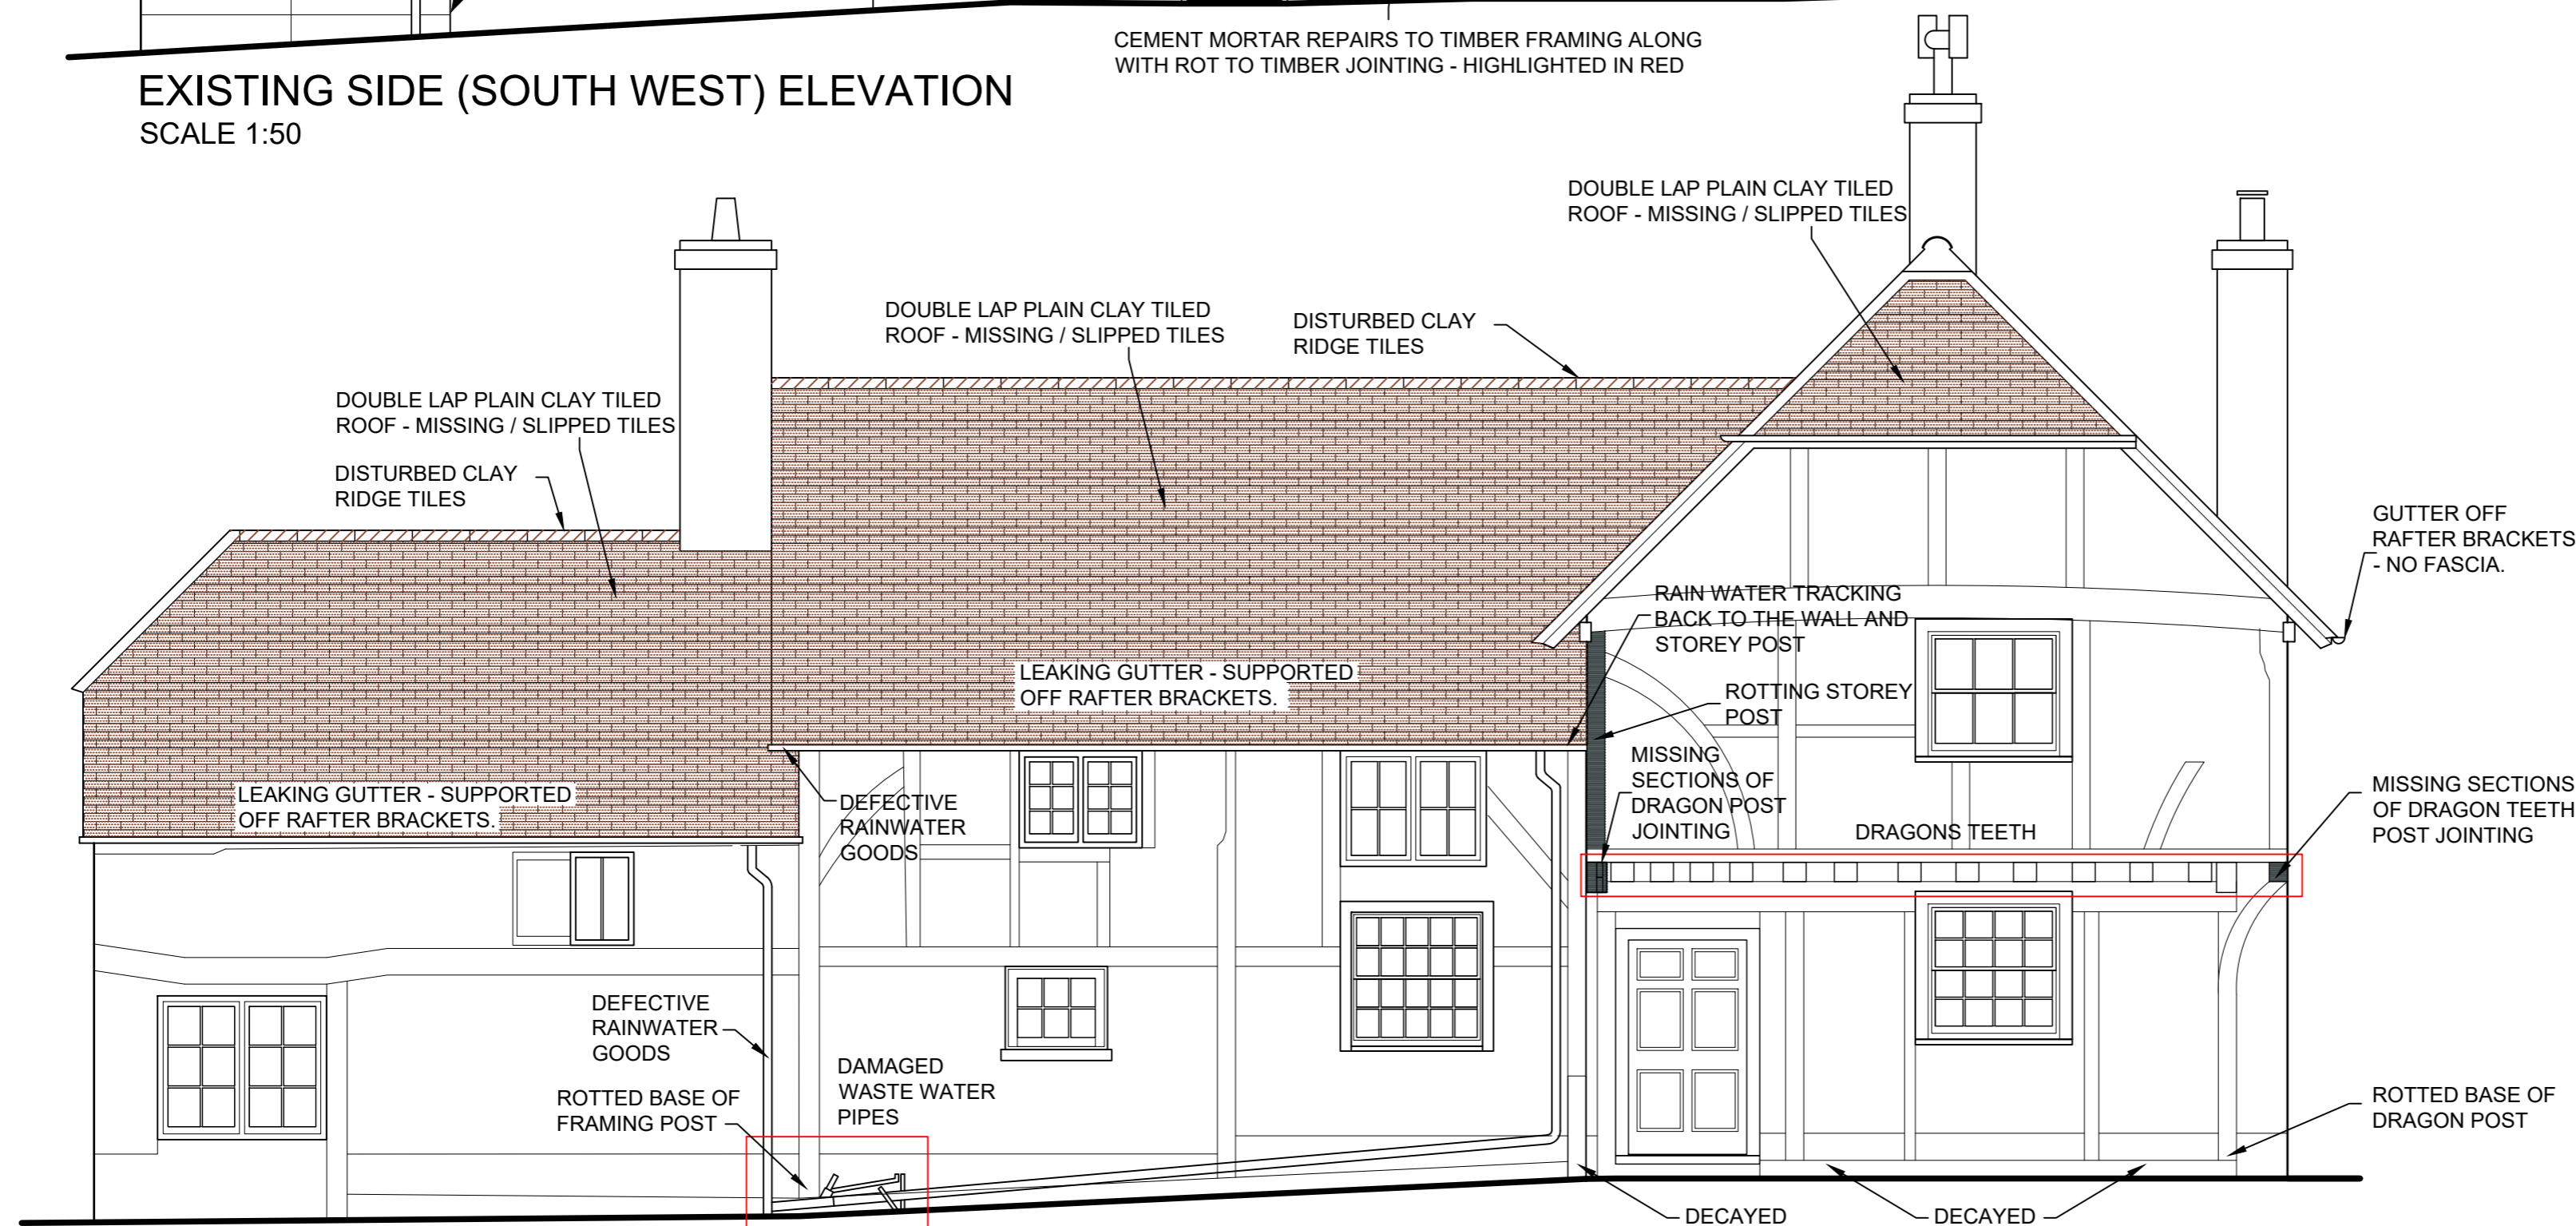 CEMENT MORTAR REPAIRS TO TIMBER FRAMING ALONG
WITH ROT TO TIMBER JOINTING - HIGHLIGHTED IN RED
EXISTING SIDE (SOUTH WEST) ELEVATION
SCALE 1:50
DOUBLE LAP PLAIN CLAY TILED
ROOF - MISSING / SLIPPED TILES
DOUBLE LAP PLAIN CLAY TILED
ROOF - MISSING / SLIPPED TILES
DISTURBED CLAY
RIDGE TILES
DOUBLE LAP PLAIN CLAY TILED
ROOF - MISSING / SLIPPED TILES
DISTURBED CLAY
RIDGE TILES
GUTTER OFF
RAFTER BRACKETS
- NO FASCIA.
RAIN WATER TRACKING
BACK TO THE WALL AND
STOREY POST
LEAKING GUTTER - SUPPORTED
OFF RAFTER BRACKETS.
ROTTING STOREY
POST
MISSING
SECTIONS OF
DRAGON POST
JOINTING
LEAKING GUTTER - SUPPORTED
OFF RAFTER BRACKETS.
DEFECTIVE
RAINWATER
GOODS
DRAGONS TEETH
MISSING SECTIONS
OF DRAGON TEETH
POST JOINTING
DEFECTIVE
RAINWATER
GOODS
DAMAGED
WASTE WATER
PIPES
ROTTED BASE OF
FRAMING POST
ROTTED BASE OF
DRAGON POST
DECAYED
DECAYED